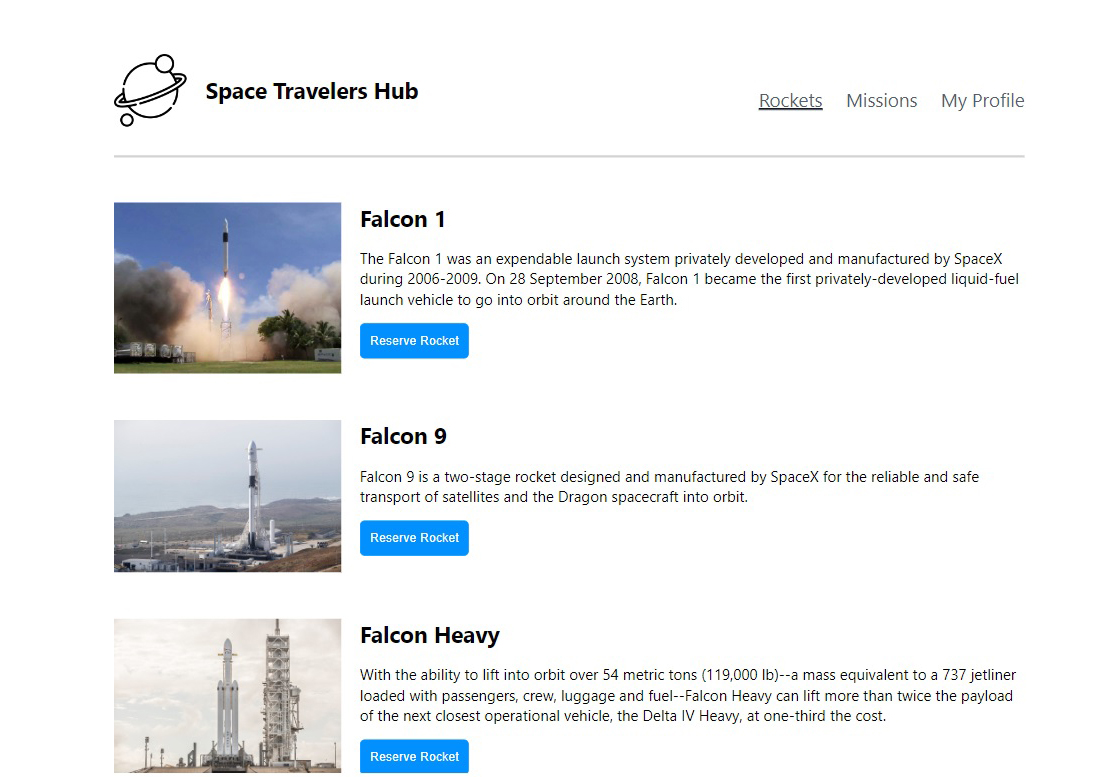 Space Travelers Hub
Rockets Missions My Profile
Falcon 1
The Falcon 1 was an expendable launch system privately developed and manufactured by SpaceX
during 2006-2009. On 28 September 2008, Falcon 1 became the first privately-developed liquid-fuel
launch vehicle to go into orbit around the Earth.
Reserve Rocket
Falcon 9
Falcon 9 is a two-stage rocket designed and manufactured by SpaceX for the reliable and safe
transport of satellites and the Dragon spacecraft into orbit.
Reserve Rocket
Falcon Heavy
With the ability to lift into orbit over 54 metric tons (119,000 lb)--a mass equivalent to a 737 jetliner
loaded with passengers, crew, luggage and fuel--Falcon Heavy can lift more than twice the payload
of the next closest operational vehicle, the Delta IV Heavy, at one-third the cost.
Reserve Rocket